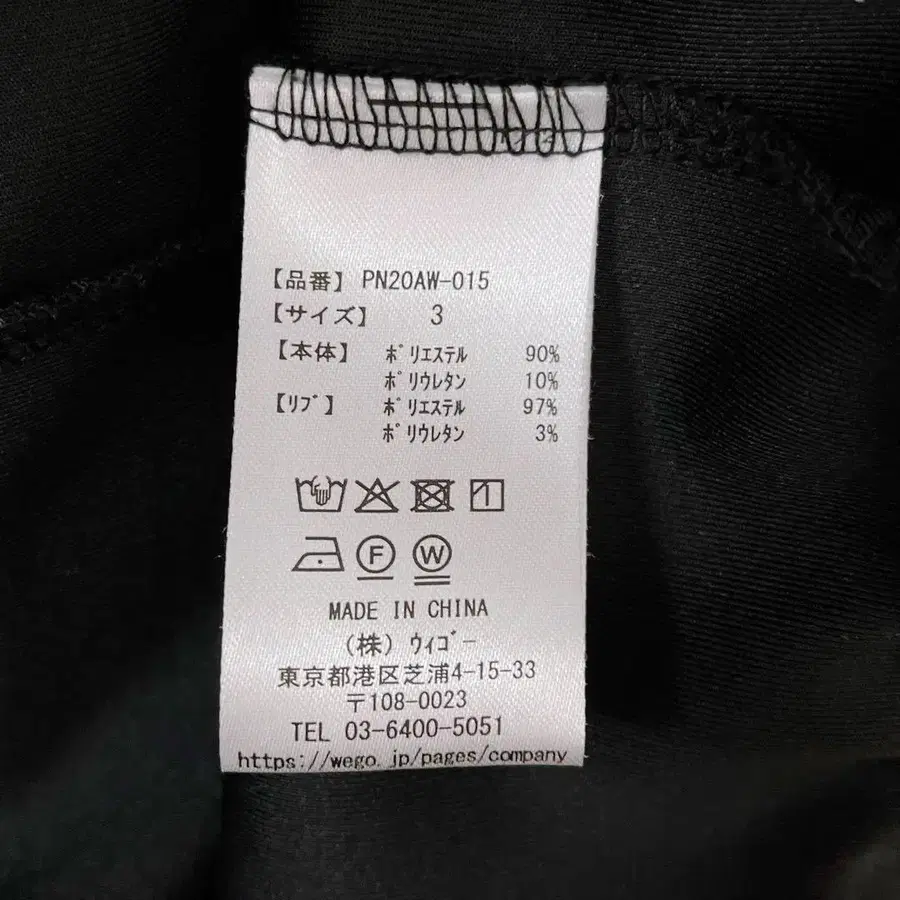 【品番】 PN20AW-015
【サイズ】 3
【本体】 ﾎﾟﾘｴｽﾃﾙ 90%
ﾎﾟﾘｳﾚﾀﾝ 10%
【ﾘﾌﾞ】 ﾎﾟﾘｴｽﾃﾙ 97%
ﾎﾟﾘｳﾚﾀﾝ 3%
F W
MADE IN CHINA
(株) ｳｨｺﾞｰ
東京都港区芝浦4-15-33
〒108-0023
TEL 03-6400-5051
https://wego.jp/pages/company